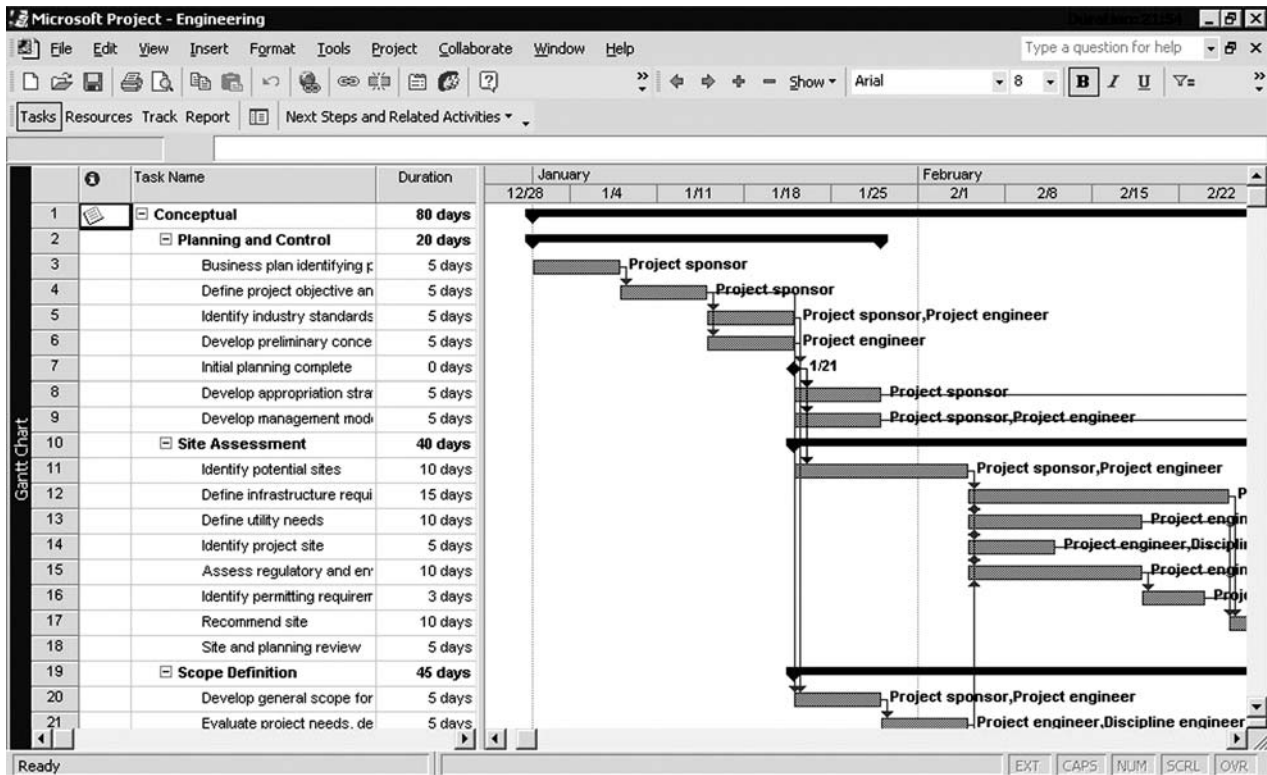 Microsoft Project - Engineering
File Edit View Insert Format Tools Project Collaborate Window Help Type a question for help
Show Arial 8 B I U
Tasks Resources Track Report Next Steps and Related Activities
Task Name Duration January February
12/28 1/4 1/11 1/18 1/25 2/1 2/8 2/15 2/22
1 Conceptual 80 days
2 Planning and Control 20 days
3 Business plan identifying p 5 days Project sponsor
4 Define project objective an 5 days Project sponsor
5 Identify industry standards 5 days Project sponsor,Project engineer
6 Develop preliminary conce 5 days Project engineer
7 Initial planning complete 0 days 1/21
8 Develop appropriation stra 5 days Project sponsor
9 Develop management mod 5 days Project sponsor,Project engineer
10 Site Assessment 40 days
11 Identify potential sites 10 days Project sponsor,Project engineer
12 Define infrastructure requi 15 days P
13 Define utility needs 10 days Project engin
14 Identify project site 5 days Project engineer,Disciplin
15 Assess regulatory and en 10 days Project engin
16 Identify permitting requirem 3 days Proje
17 Recommend site 10 days
18 Site and planning review 5 days
19 Scope Definition 45 days
20 Develop general scope for 5 days Project sponsor,Project engineer
21 Evaluate project needs, de 5 days Project engineer,Discipline engineer
Gantt Chart
Ready EXT CAPS NUM SCRL OVR